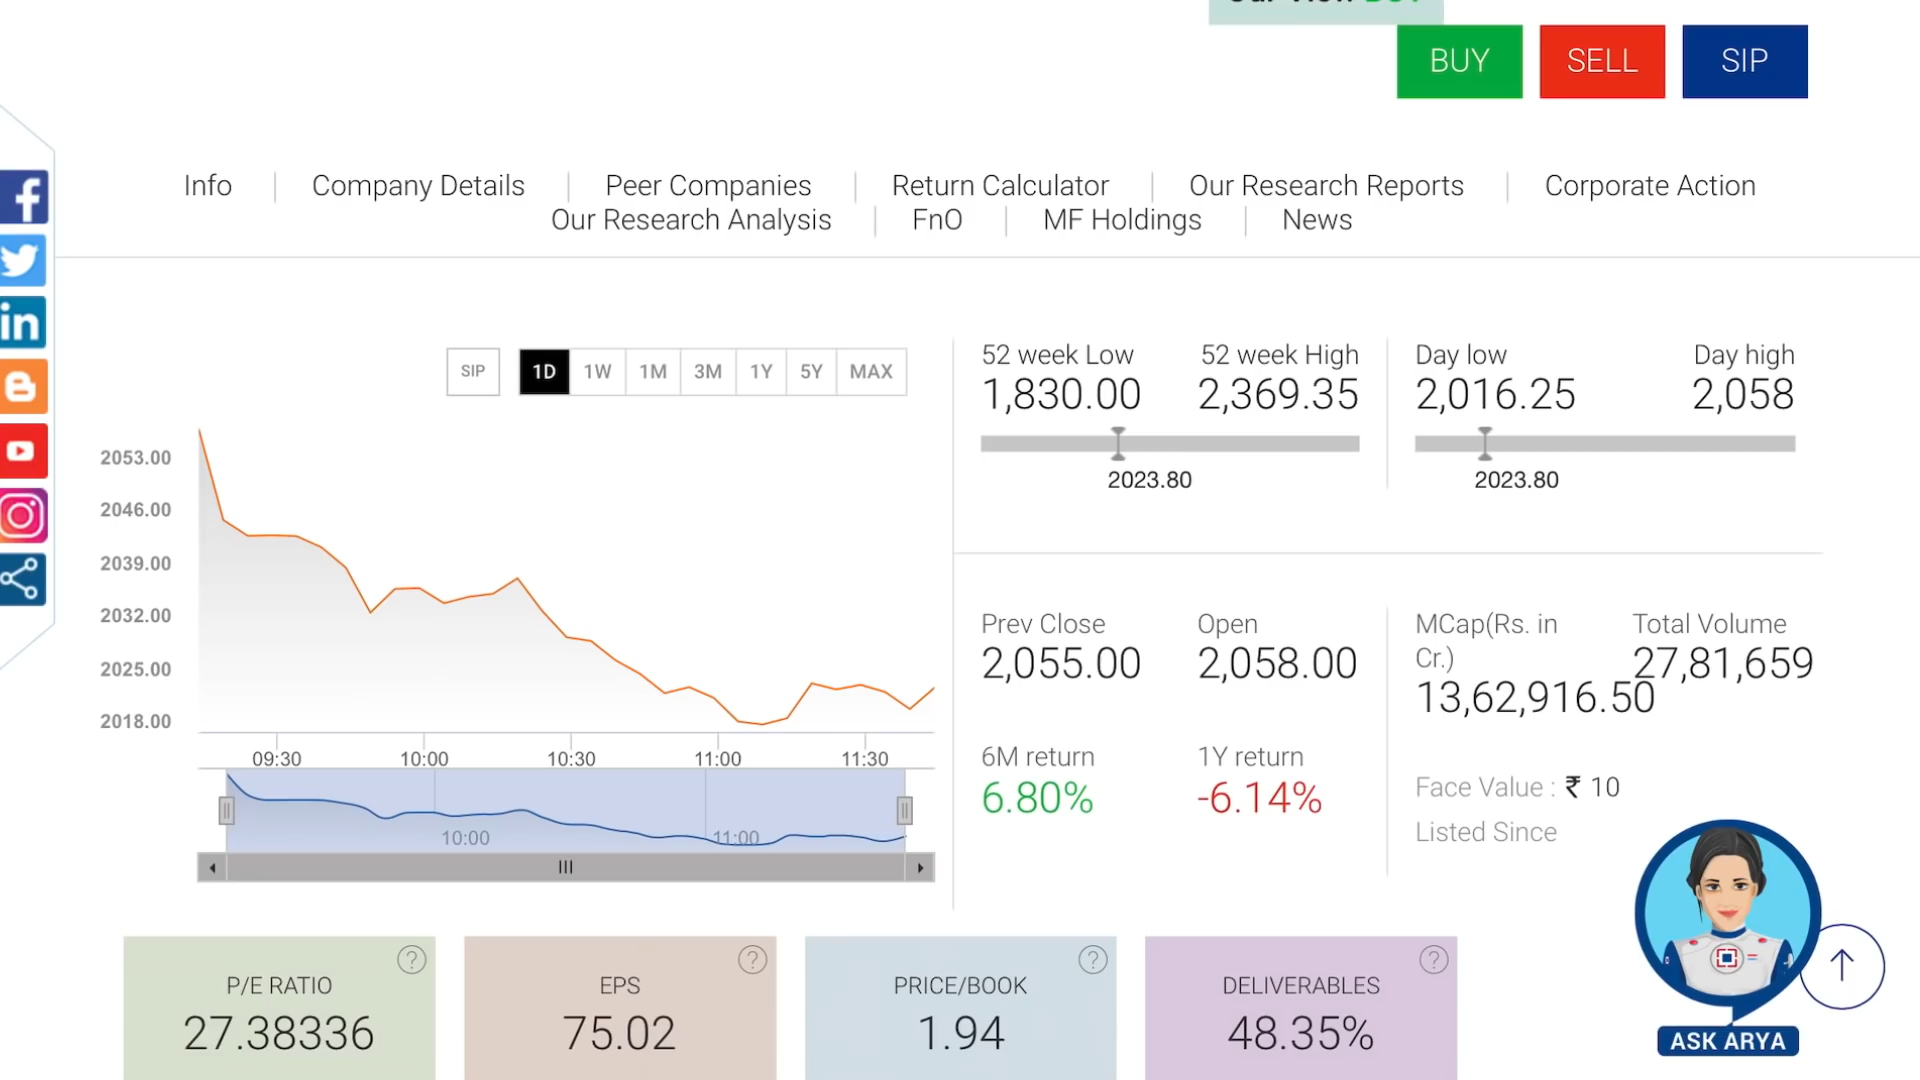 Our View BUY
BUY SELL SIP
Info Company Details Peer Companies Return Calculator Our Research Reports Corporate Action
Our Research Analysis FnO MF Holdings News
SIP 1D 1W 1M 3M 1Y 5Y MAX
2053.00
2046.00
2039.00
2032.00
2025.00
2018.00
09:30 10:00 10:30 11:00 11:30
10:00 11:00
52 week Low 52 week High
1,830.00 2,369.35
2023.80
Day low Day high
2,016.25 2,058
2023.80
Prev Close Open
2,055.00 2,058.00
6M return 1Y return
6.80% -6.14%
MCap(Rs. in
Cr.)
13,62,916.50
Total Volume
27,81,659
Face Value : ₹ 10
Listed Since
P/E RATIO
27.38336
EPS
75.02
PRICE/BOOK
1.94
DELIVERABLES
48.35%
ASK ARYA